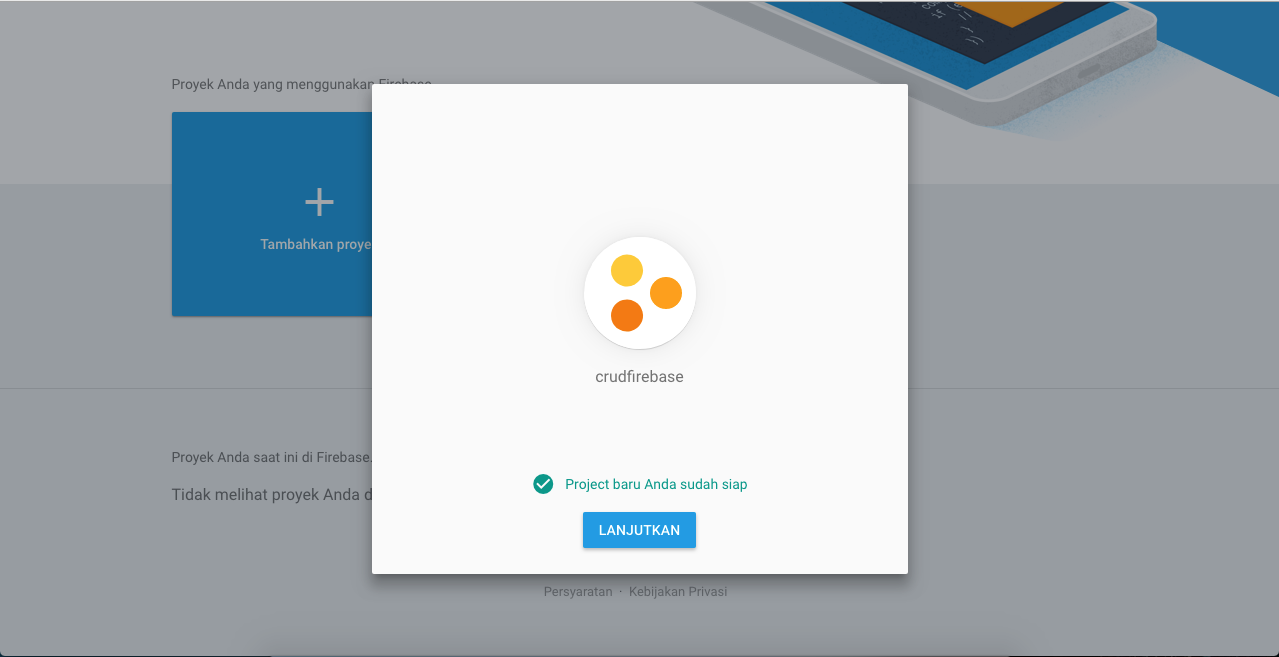 Proyek Anda yang menggunakan Firebase
Tambahkan proye
crudfirebase
Proyek Anda saat ini di Firebase.
Tidak melihat proyek Anda d
Project baru Anda sudah siap
LANJUTKAN
Persyaratan · Kebijakan Privasi